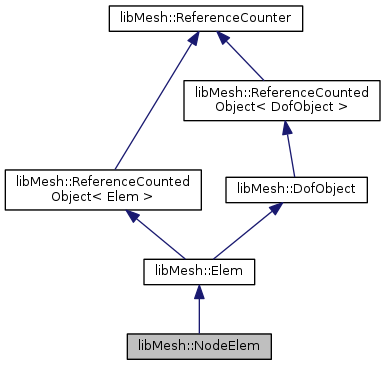 libMesh::ReferenceCounter
libMesh::ReferenceCounted
Object< DofObject >
libMesh::ReferenceCounted
Object< Elem >
libMesh::DofObject
libMesh::Elem
libMesh::NodeElem